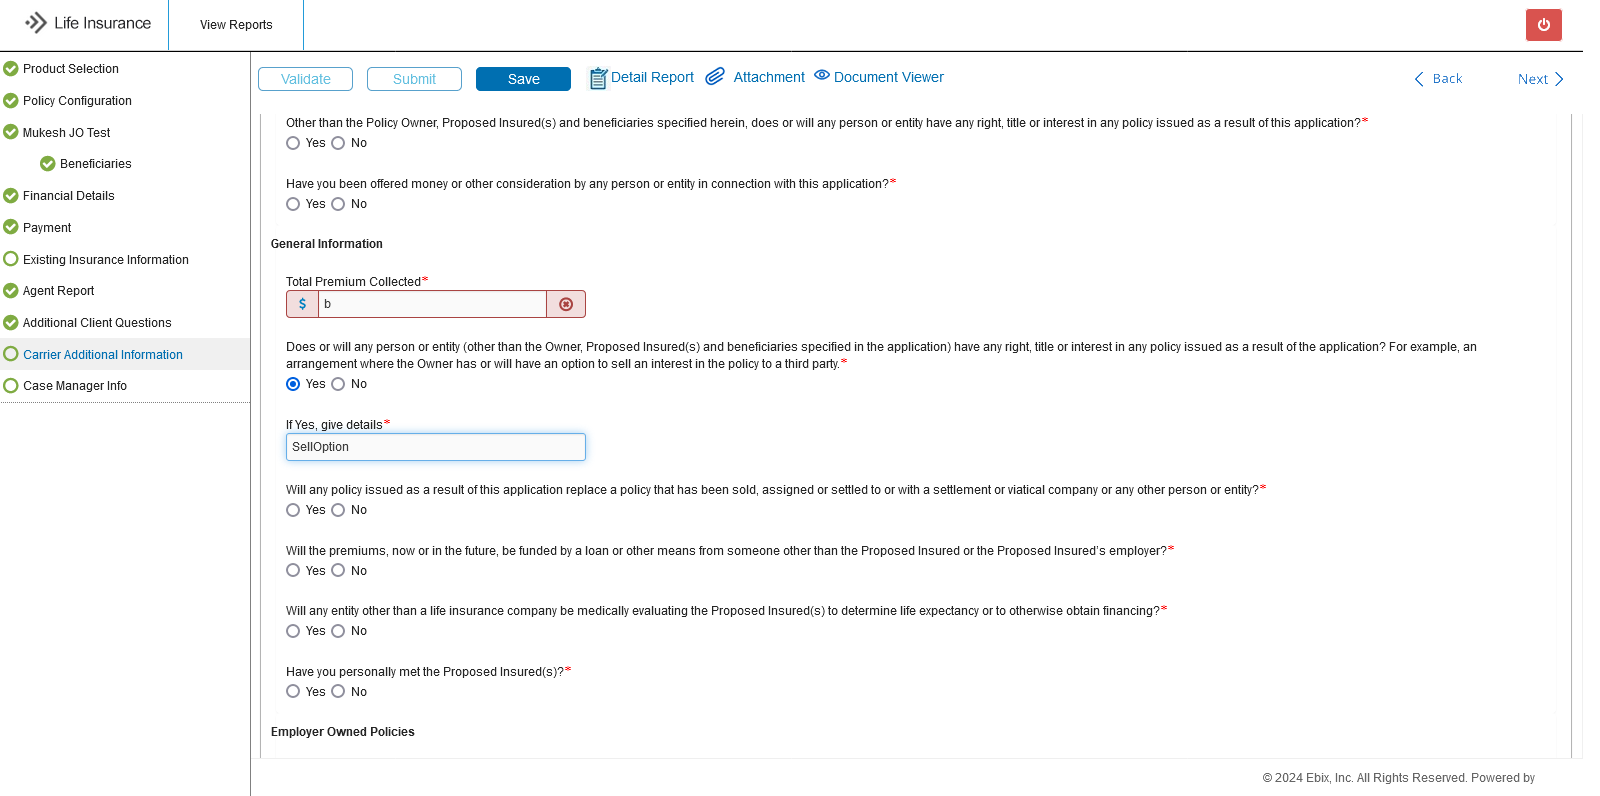 Life Insurance
View Reports
Product Selection
Policy Configuration
Mukesh JO Test
Beneficiaries
Financial Details
Payment
Existing Insurance Information
Agent Report
Additional Client Questions
Carrier Additional Information
Case Manager Info
Validate
Submit
Save
Detail Report
Attachment
Document Viewer
Back
Next
Other than the Policy Owner, Proposed Insured(s) and beneficiaries specified herein, does or will any person or entity have any right, title or interest in any policy issued as a result of this application?*
Yes No
Have you been offered money or other consideration by any person or entity in connection with this application?*
Yes No
General Information
Total Premium Collected*
$ b
Does or will any person or entity (other than the Owner, Proposed Insured(s) and beneficiaries specified in the application) have any right, title or interest in any policy issued as a result of the application? For example, an
arrangement where the Owner has or will have an option to sell an interest in the policy to a third party.*
Yes No
If Yes, give details*
SellOption
Will any policy issued as a result of this application replace a policy that has been sold, assigned or settled to or with a settlement or viatical company or any other person or entity?*
Yes No
Will the premiums, now or in the future, be funded by a loan or other means from someone other than the Proposed Insured or the Proposed Insured's employer?*
Yes No
Will any entity other than a life insurance company be medically evaluating the Proposed Insured(s) to determine life expectancy or to otherwise obtain financing?*
Yes No
Have you personally met the Proposed Insured(s)?*
Yes No
Employer Owned Policies
© 2024 Ebix, Inc. All Rights Reserved. Powered by